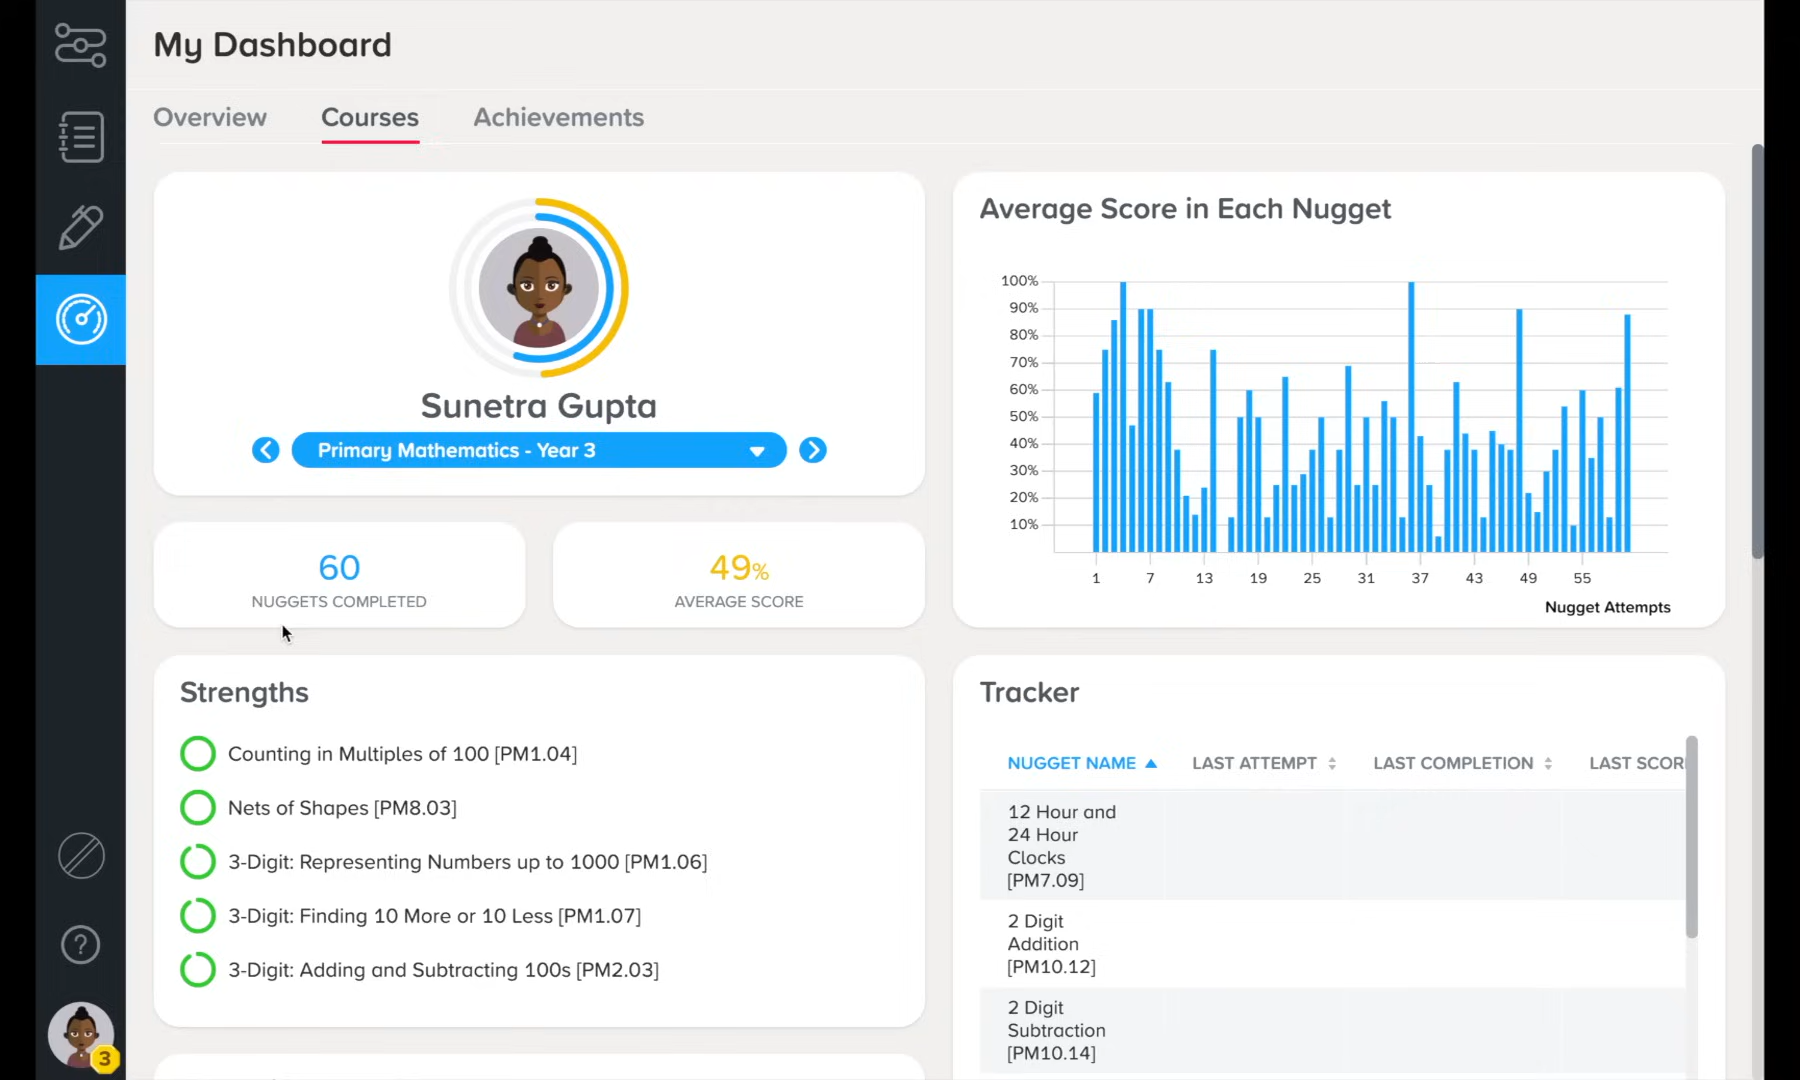 My Dashboard
Overview
Courses
Achievements
Sunetra Gupta
Primary Mathematics - Year 3
60
NUGGETS COMPLETED
49%
AVERAGE SCORE
Average Score in Each Nugget
100%
90%
80%
70%
60%
50%
40%
30%
20%
10%
1 7 13 19 25 31 37 43 49 55
Nugget Attempts
Strengths
Counting in Multiples of 100 [PM1.04]
Nets of Shapes [PM8.03]
3-Digit: Representing Numbers up to 1000 [PM1.06]
3-Digit: Finding 10 More or 10 Less [PM1.07]
3-Digit: Adding and Subtracting 100s [PM2.03]
Tracker
NUGGET NAME LAST ATTEMPT LAST COMPLETION LAST SCOR
12 Hour and
24 Hour
Clocks
[PM7.09]
2 Digit
Addition
[PM10.12]
2 Digit
Subtraction
[PM10.14]
?
3